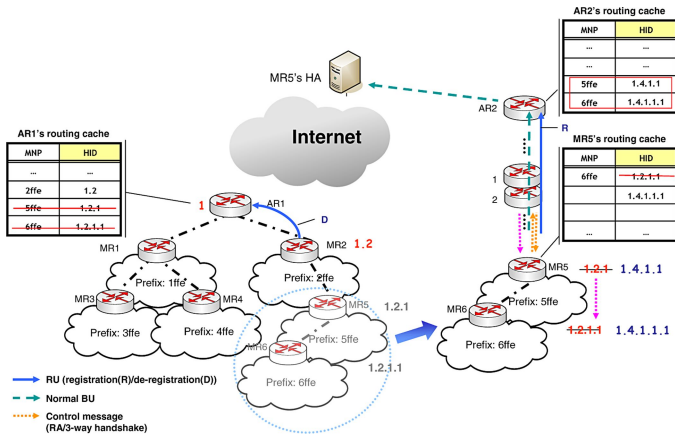 AR2's routing cache
MNP HID
... ...
... ...
5ffe 1.4.1.1
6ffe 1.4.1.1.1
MR5's HA
AR2
R
Internet
AR1's routing cache
MNP HID
... ...
2ffe 1.2
5ffe 1.2.1
6ffe 1.2.1.1
MR5's routing cache
MNP HID
6ffe 1.2.1.1
1.4.1.1.1
... ...
1
2
1 AR1
D
MR1
MR2 1.2
Prefix: 1ffe
Prefix: 2ffe
MR3
MR4
Prefix: 3ffe
Prefix: 4ffe
MR5 1.2.1
Prefix: 5ffe
MR6
1.2.1.1
Prefix: 6ffe
MR5 1.2.1 1.4.1.1
Prefix: 5ffe
MR6
1.2.1.1 1.4.1.1.1
Prefix: 6ffe
RU (registration(R)/de-registration(D))
Normal BU
Control message
(RA/3-way handshake)